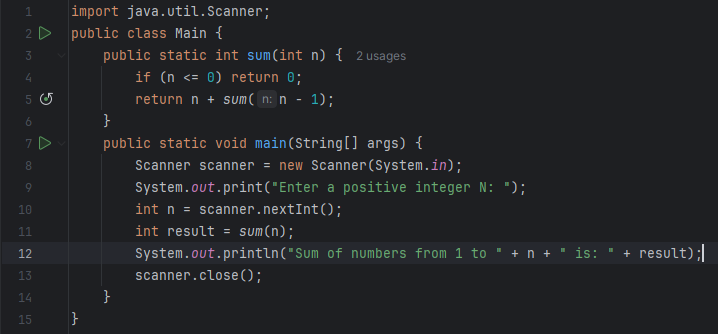 1 import java.util.Scanner;
2 public class Main {
3 public static int sum(int n) { 2 usages
4 if (n <= 0) return 0;
5 return n + sum( n: n - 1);
6 }
7 public static void main(String[] args) {
8 Scanner scanner = new Scanner(System.in);
9 System.out.print("Enter a positive integer N: ");
10 int n = scanner.nextInt();
11 int result = sum(n);
12 System.out.println("Sum of numbers from 1 to " + n + " is: " + result);
13 scanner.close();
14 }
15 }